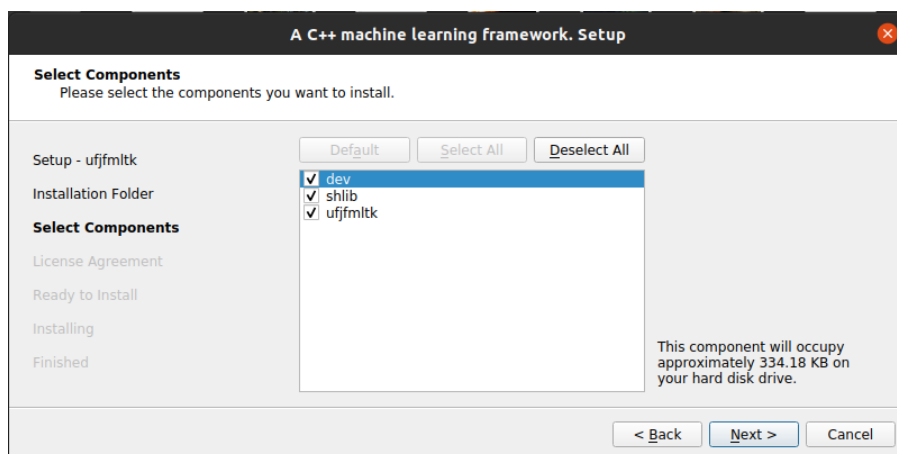 A C++ machine learning framework. Setup
Select Components
Please select the components you want to install.
Setup - ufjfmltk
Installation Folder
Select Components
License Agreement
Ready to Install
Installing
Finished
Default
Select All
Deselect All
dev
shlib
ufjfmltk
This component will occupy
approximately 334.18 KB on
your hard disk drive.
< Back
Next >
Cancel